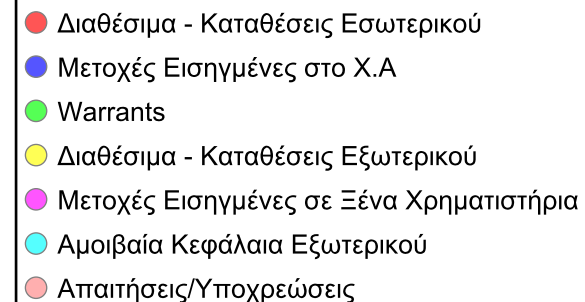 Διαθέσιμα - Καταθέσεις Εσωτερικού
Μετοχές Εισηγμένες στο Χ.Α
Warrants
Διαθέσιμα - Καταθέσεις Εξωτερικού
Μετοχές Εισηγμένες σε Ξένα Χρηματιστήρια
Αμοιβαία Κεφάλαια Εξωτερικού
Απαιτήσεις/Υποχρεώσεις